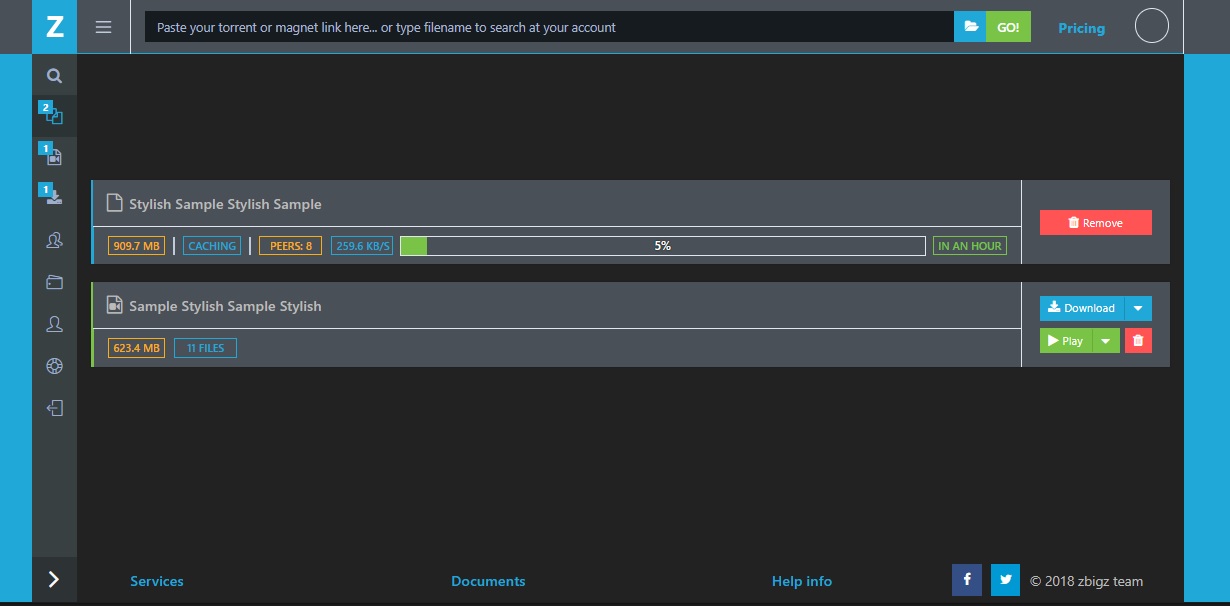 Z
Paste your torrent or magnet link here... or type filename to search at your account
GO!
Pricing
2
1
1
Stylish Sample Stylish Sample
Remove
909.7 MB | CACHING | PEERS: 8 259.6 KB/S 5% IN AN HOUR
Sample Stylish Sample Stylish
Download
623.4 MB 11 FILES
Play
Services
Documents
Help info
f
© 2018 zbigz team